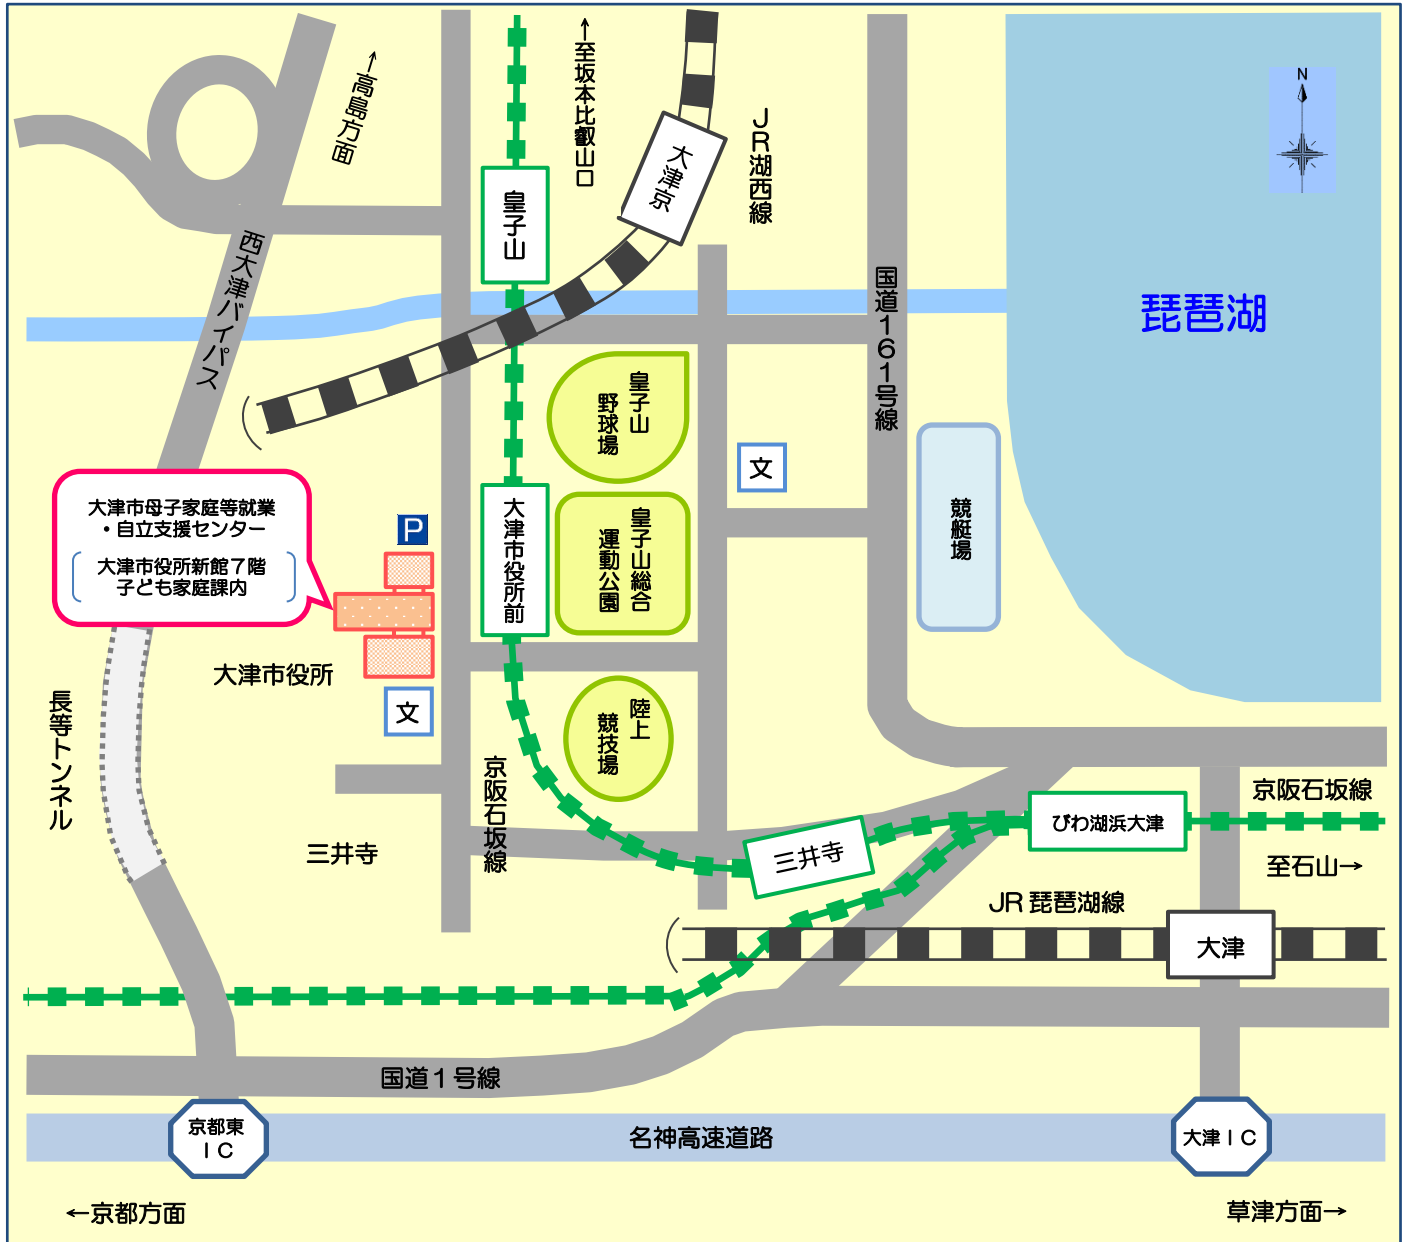 ←至坂本比叡山口
→高島方面
N
大津京
JR湖西線
皇子山
西大津バイパス
国道161号線
琵琶湖
皇子山
野球場
文
大津市母子家庭等就業
・自立支援センター
大津市役所新館7階
子ども家庭課内
P
大津市役所前
皇子山総合
運動公園
競艇場
大津市役所
文
長等トンネル
陸上
競技場
京阪石坂線
三井寺
三井寺
びわ湖浜大津
京阪石坂線
至石山→
JR 琵琶湖線
大津
国道1号線
京都東
IC
名神高速道路
大津IC
←京都方面
草津方面→